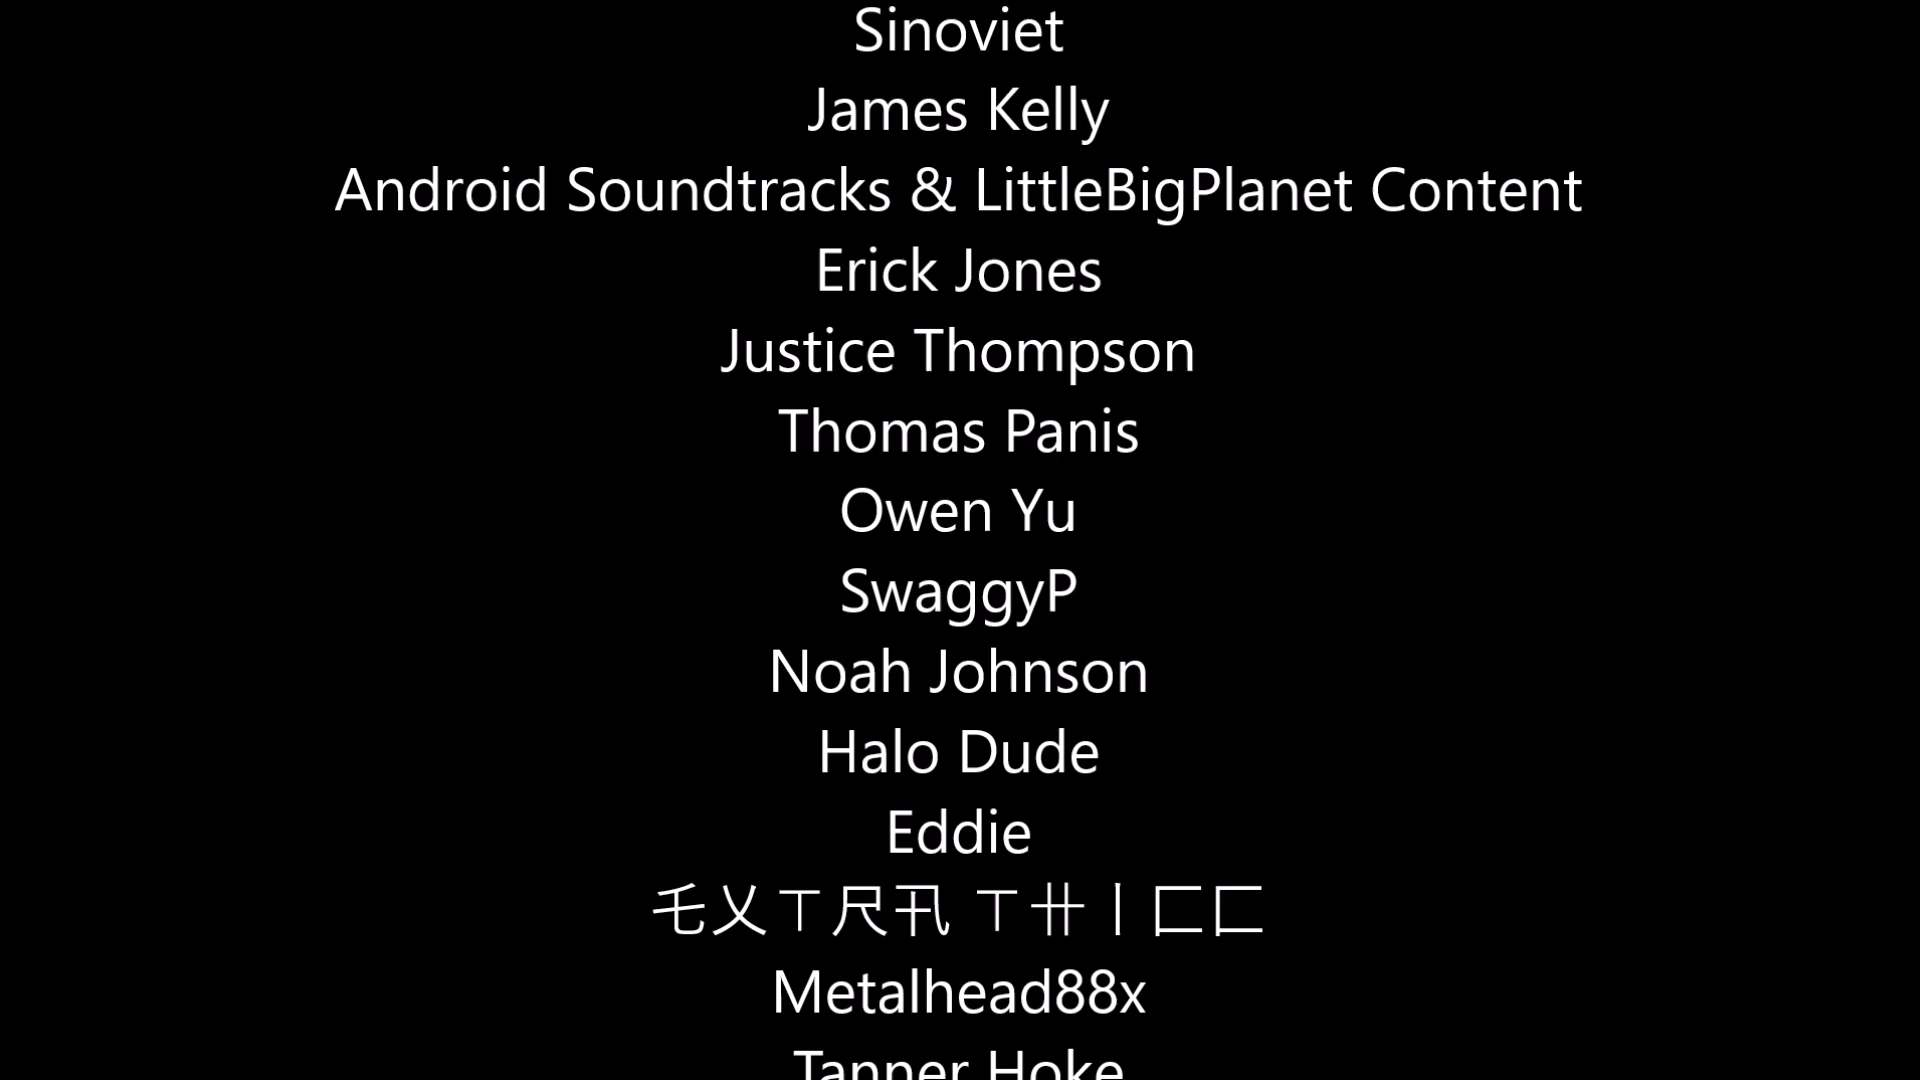 Sinoviet
James Kelly
Android Soundtracks & LittleBigPlanet Content
Erick Jones
Justice Thompson
Thomas Panis
Owen Yu
SwaggyP
Noah Johnson
Halo Dude
Eddie
乇乂ㄒ尺卂 ㄒ卄丨匚匚
Metalhead88x
Tanner Hoke